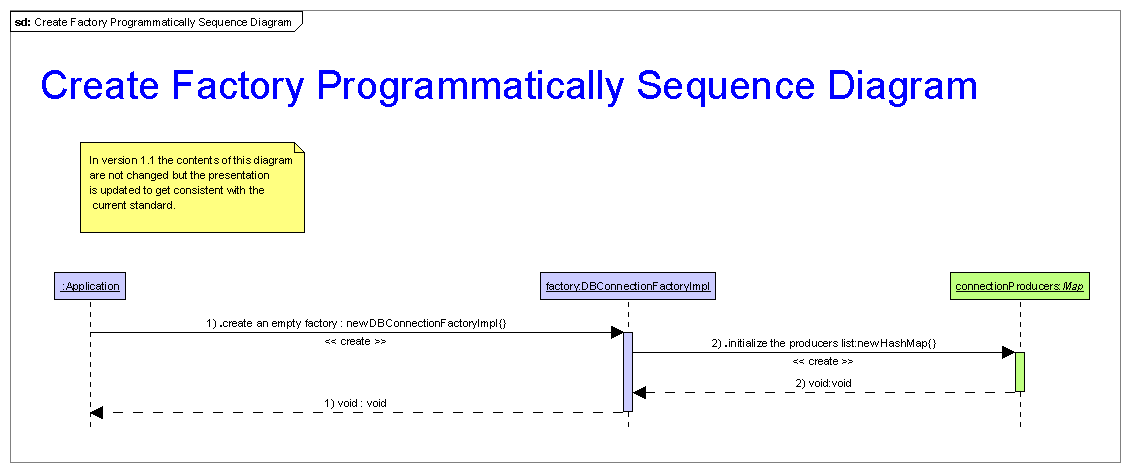 sd: Create Factory Programmatically Sequence Diagram
Create Factory Programmatically Sequence Diagram
In version 1.1 the contents of this diagram
are not changed but the presentation
is updated to get consistent with the
current standard.
:Application
factory:DBConnectionFactoryImpl
connectionProducers:Map
1) .create an empty factory : newDBConnectionFactoryImpl{}
<< create >>
2) .initialize the producers list:newHashMap{}
<< create >>
2) void:void
1) void : void